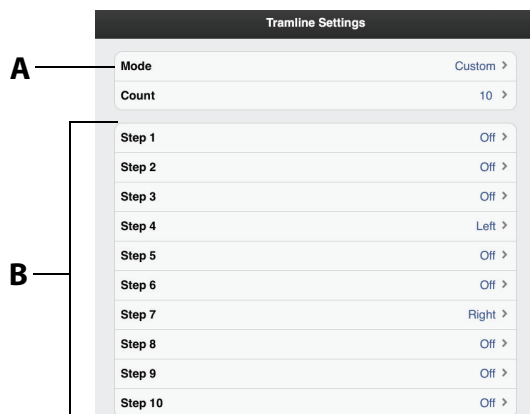 Tramline Settings
A
Mode Custom >
Count 10 >
Step 1 Off >
Step 2 Off >
Step 3 Off >
Step 4 Left >
Step 5 Off >
B
Step 6 Off >
Step 7 Right >
Step 8 Off >
Step 9 Off >
Step 10 Off >